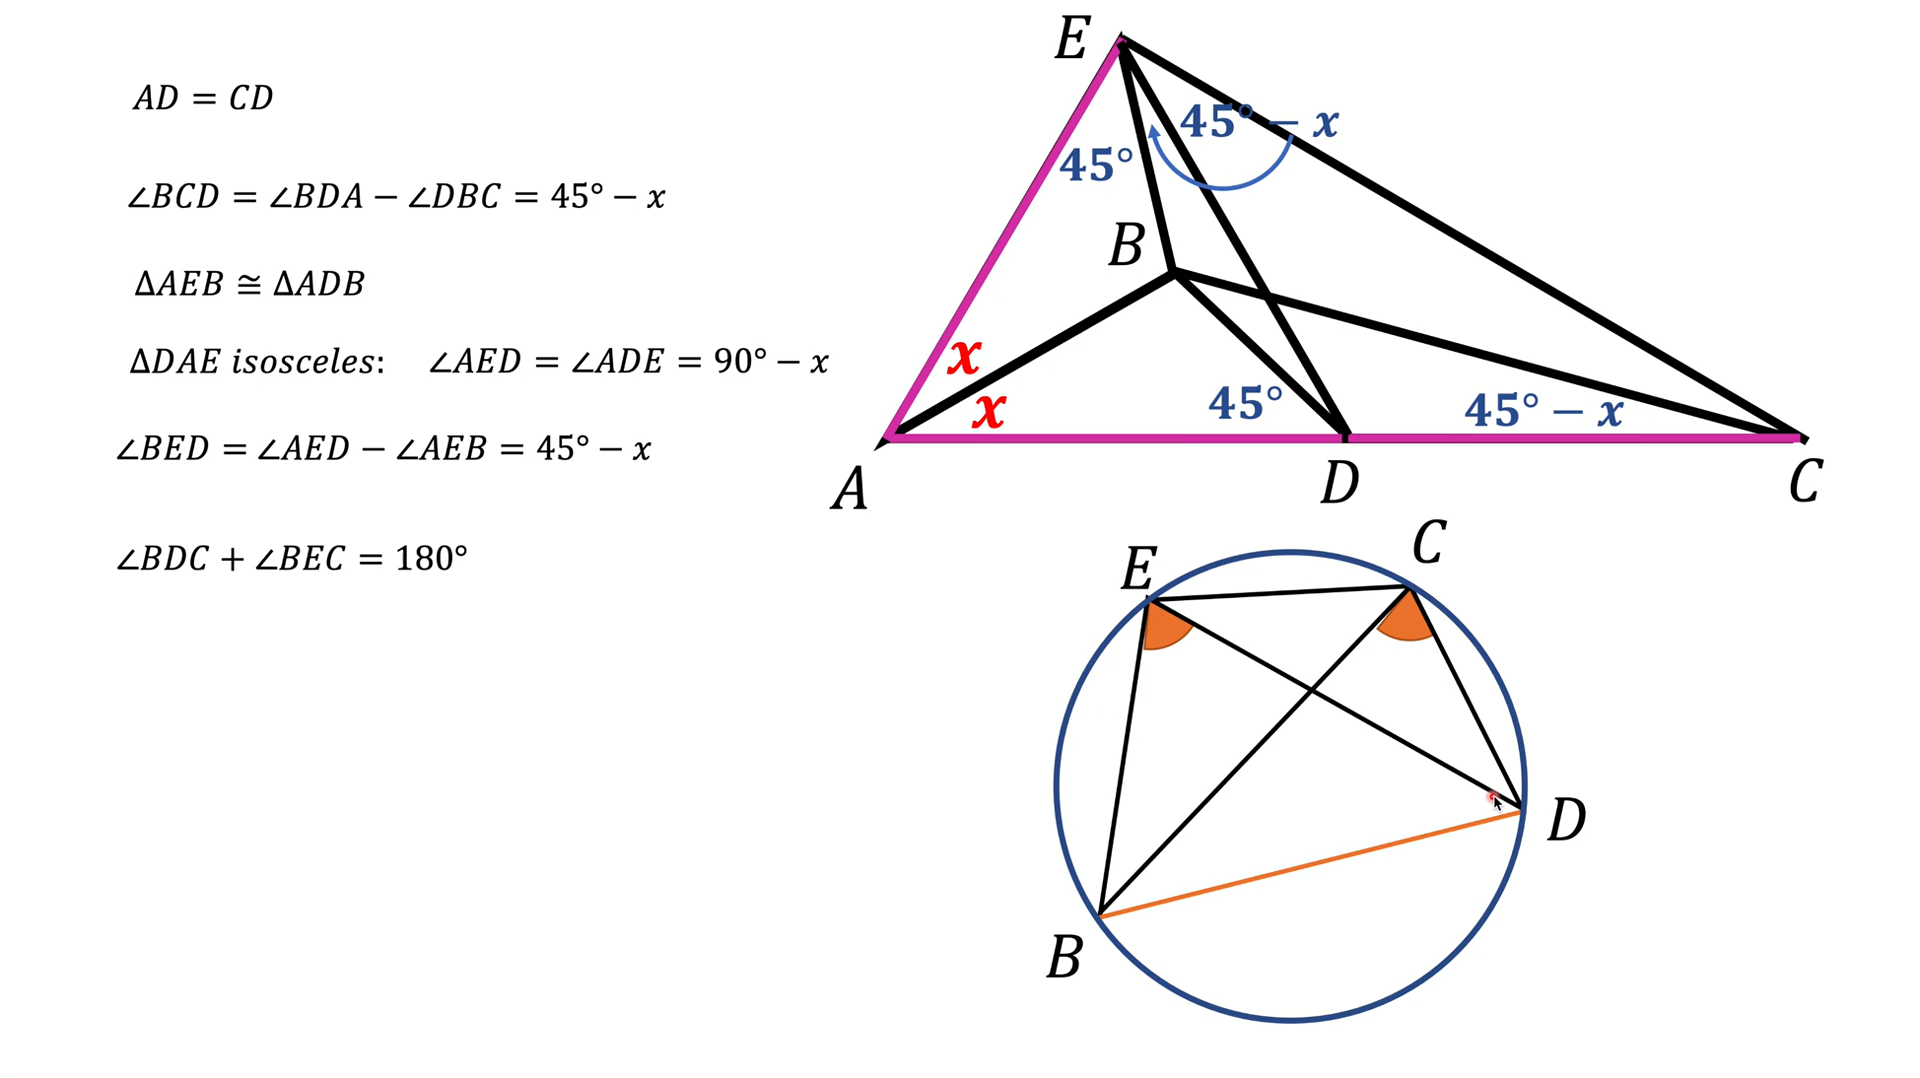 AD = CD
∠BCD = ∠BDA − ∠DBC = 45° − x
ΔAEB ≅ ΔADB
ΔDAE isosceles: ∠AED = ∠ADE = 90° − x
∠BED = ∠AED − ∠AEB = 45° − x
∠BDC + ∠BEC = 180°
E
45° − x
45°
B
x
x
45°
45° − x
A
D
C
E
C
D
B